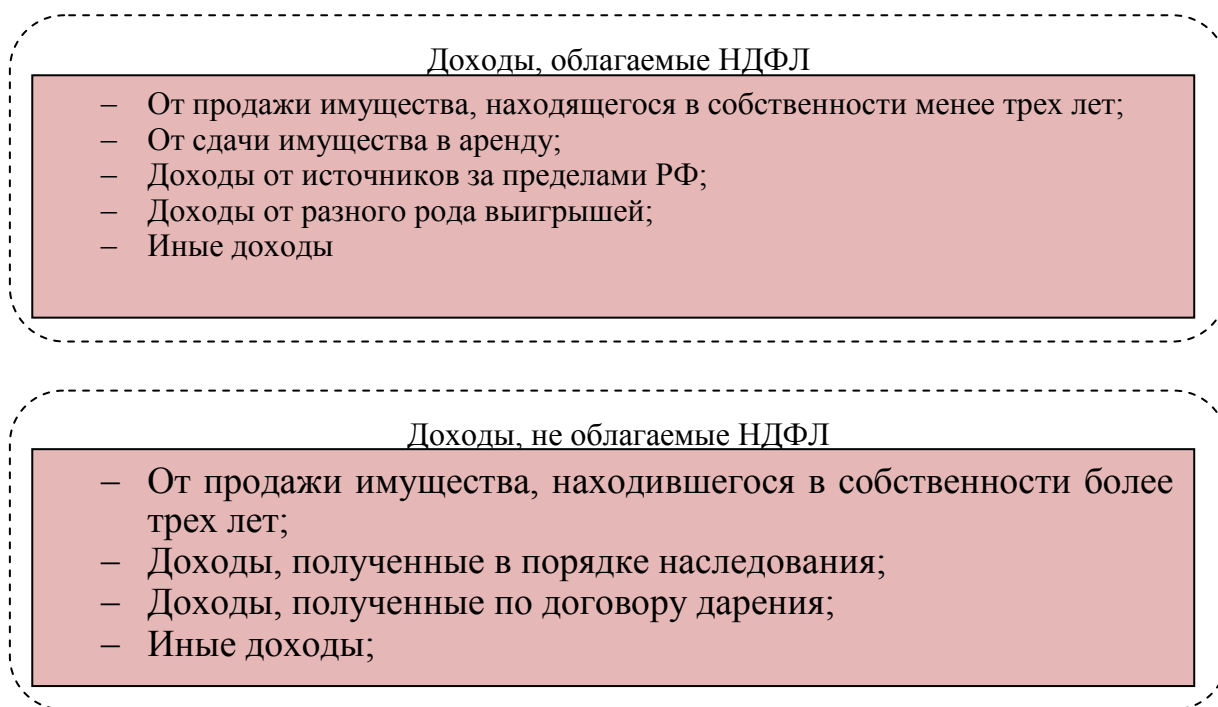 Доходы, облагаемые НДФЛ
– От продажи имущества, находящегося в собственности менее трех лет;
– От сдачи имущества в аренду;
– Доходы от источников за пределами РФ;
– Доходы от разного рода выигрышей;
– Иные доходы
Доходы, не облагаемые НДФЛ
– От продажи имущества, находившегося в собственности более
трех лет;
– Доходы, полученные в порядке наследования;
– Доходы, полученные по договору дарения;
– Иные доходы;